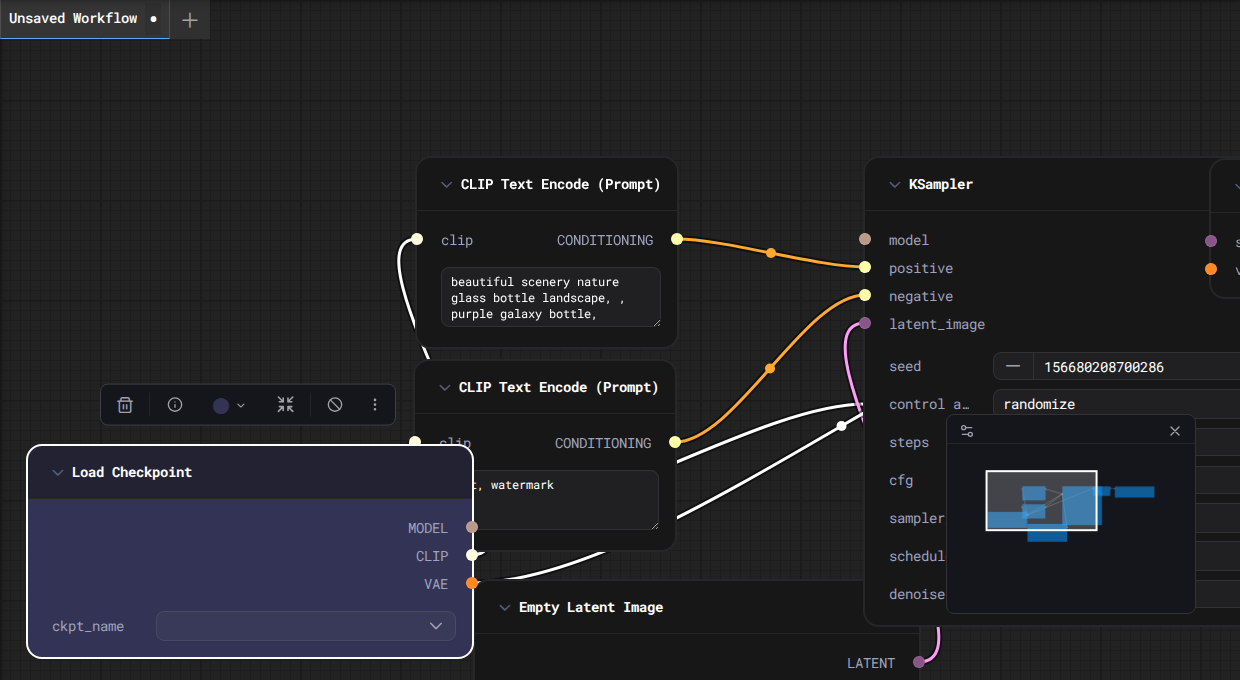 Unsaved Workflow
CLIP Text Encode (Prompt)
clip
CONDITIONING
beautiful scenery nature
glass bottle landscape, ,
purple galaxy bottle,
KSampler
model
positive
negative
latent_image
seed
156680208700286
control a…
randomize
steps
cfg
sampler
schedul
denoise
CLIP Text Encode (Prompt)
clip
CONDITIONING
t, watermark
Load Checkpoint
MODEL
CLIP
VAE
ckpt_name
Empty Latent Image
LATENT